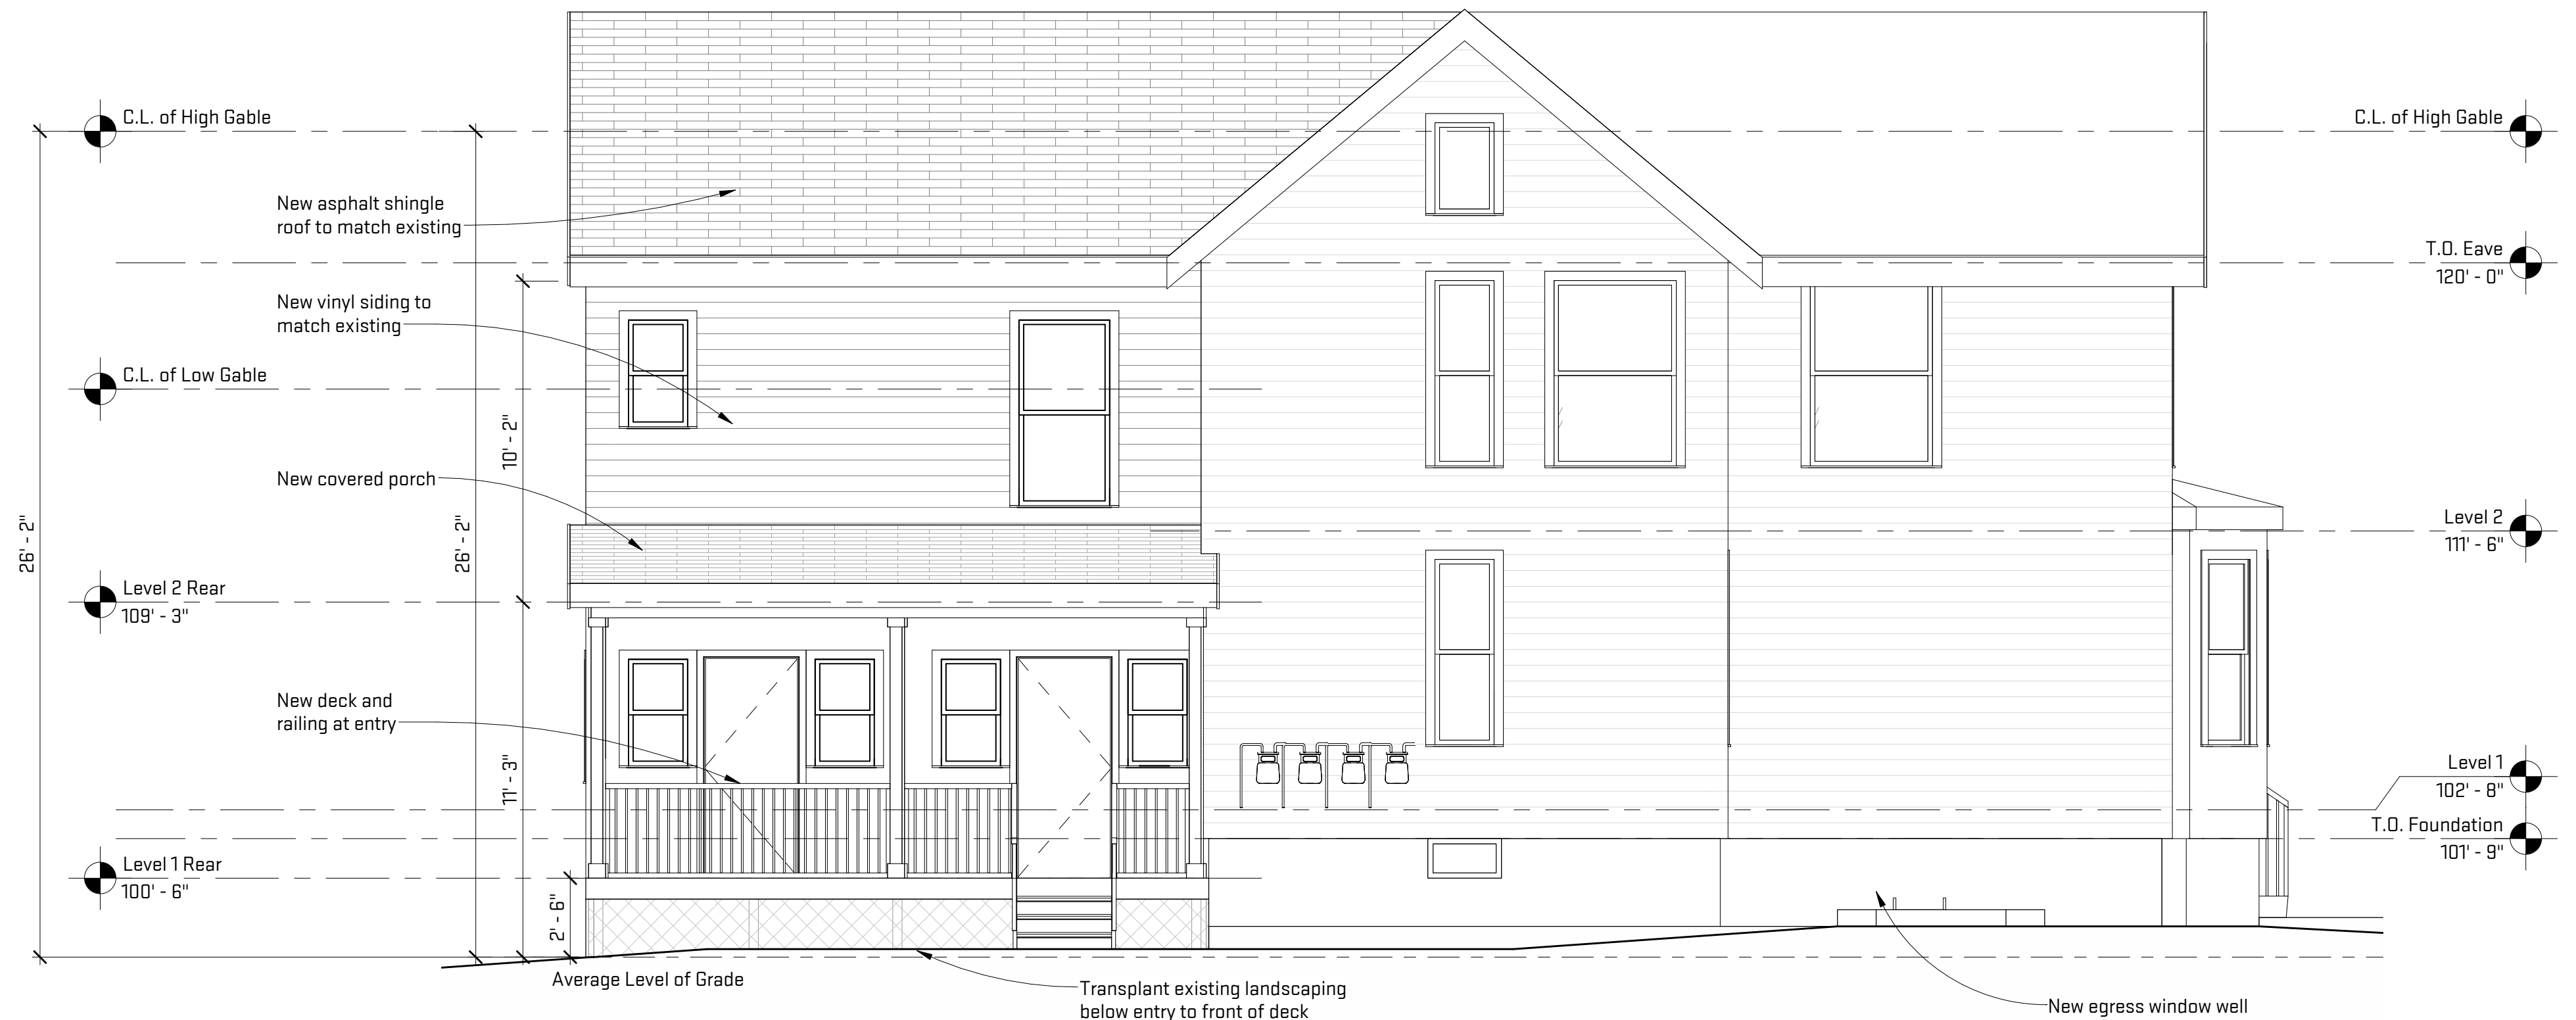 C.L. of High Gable
C.L. of High Gable
New asphalt shingle
roof to match existing
T.O. Eave
120' - 0"
New vinyl siding to
match existing
C.L. of Low Gable
10' - 2"
New covered porch
26' - 2"
26' - 2"
Level 2
111' - 6"
Level 2 Rear
109' - 3"
New deck and
railing at entry
11' - 3"
Level 1
102' - 8"
T.O. Foundation
101' - 9"
Level 1 Rear
100' - 6"
2' - 6"
Average Level of Grade
Transplant existing landscaping
below entry to front of deck
New egress window well